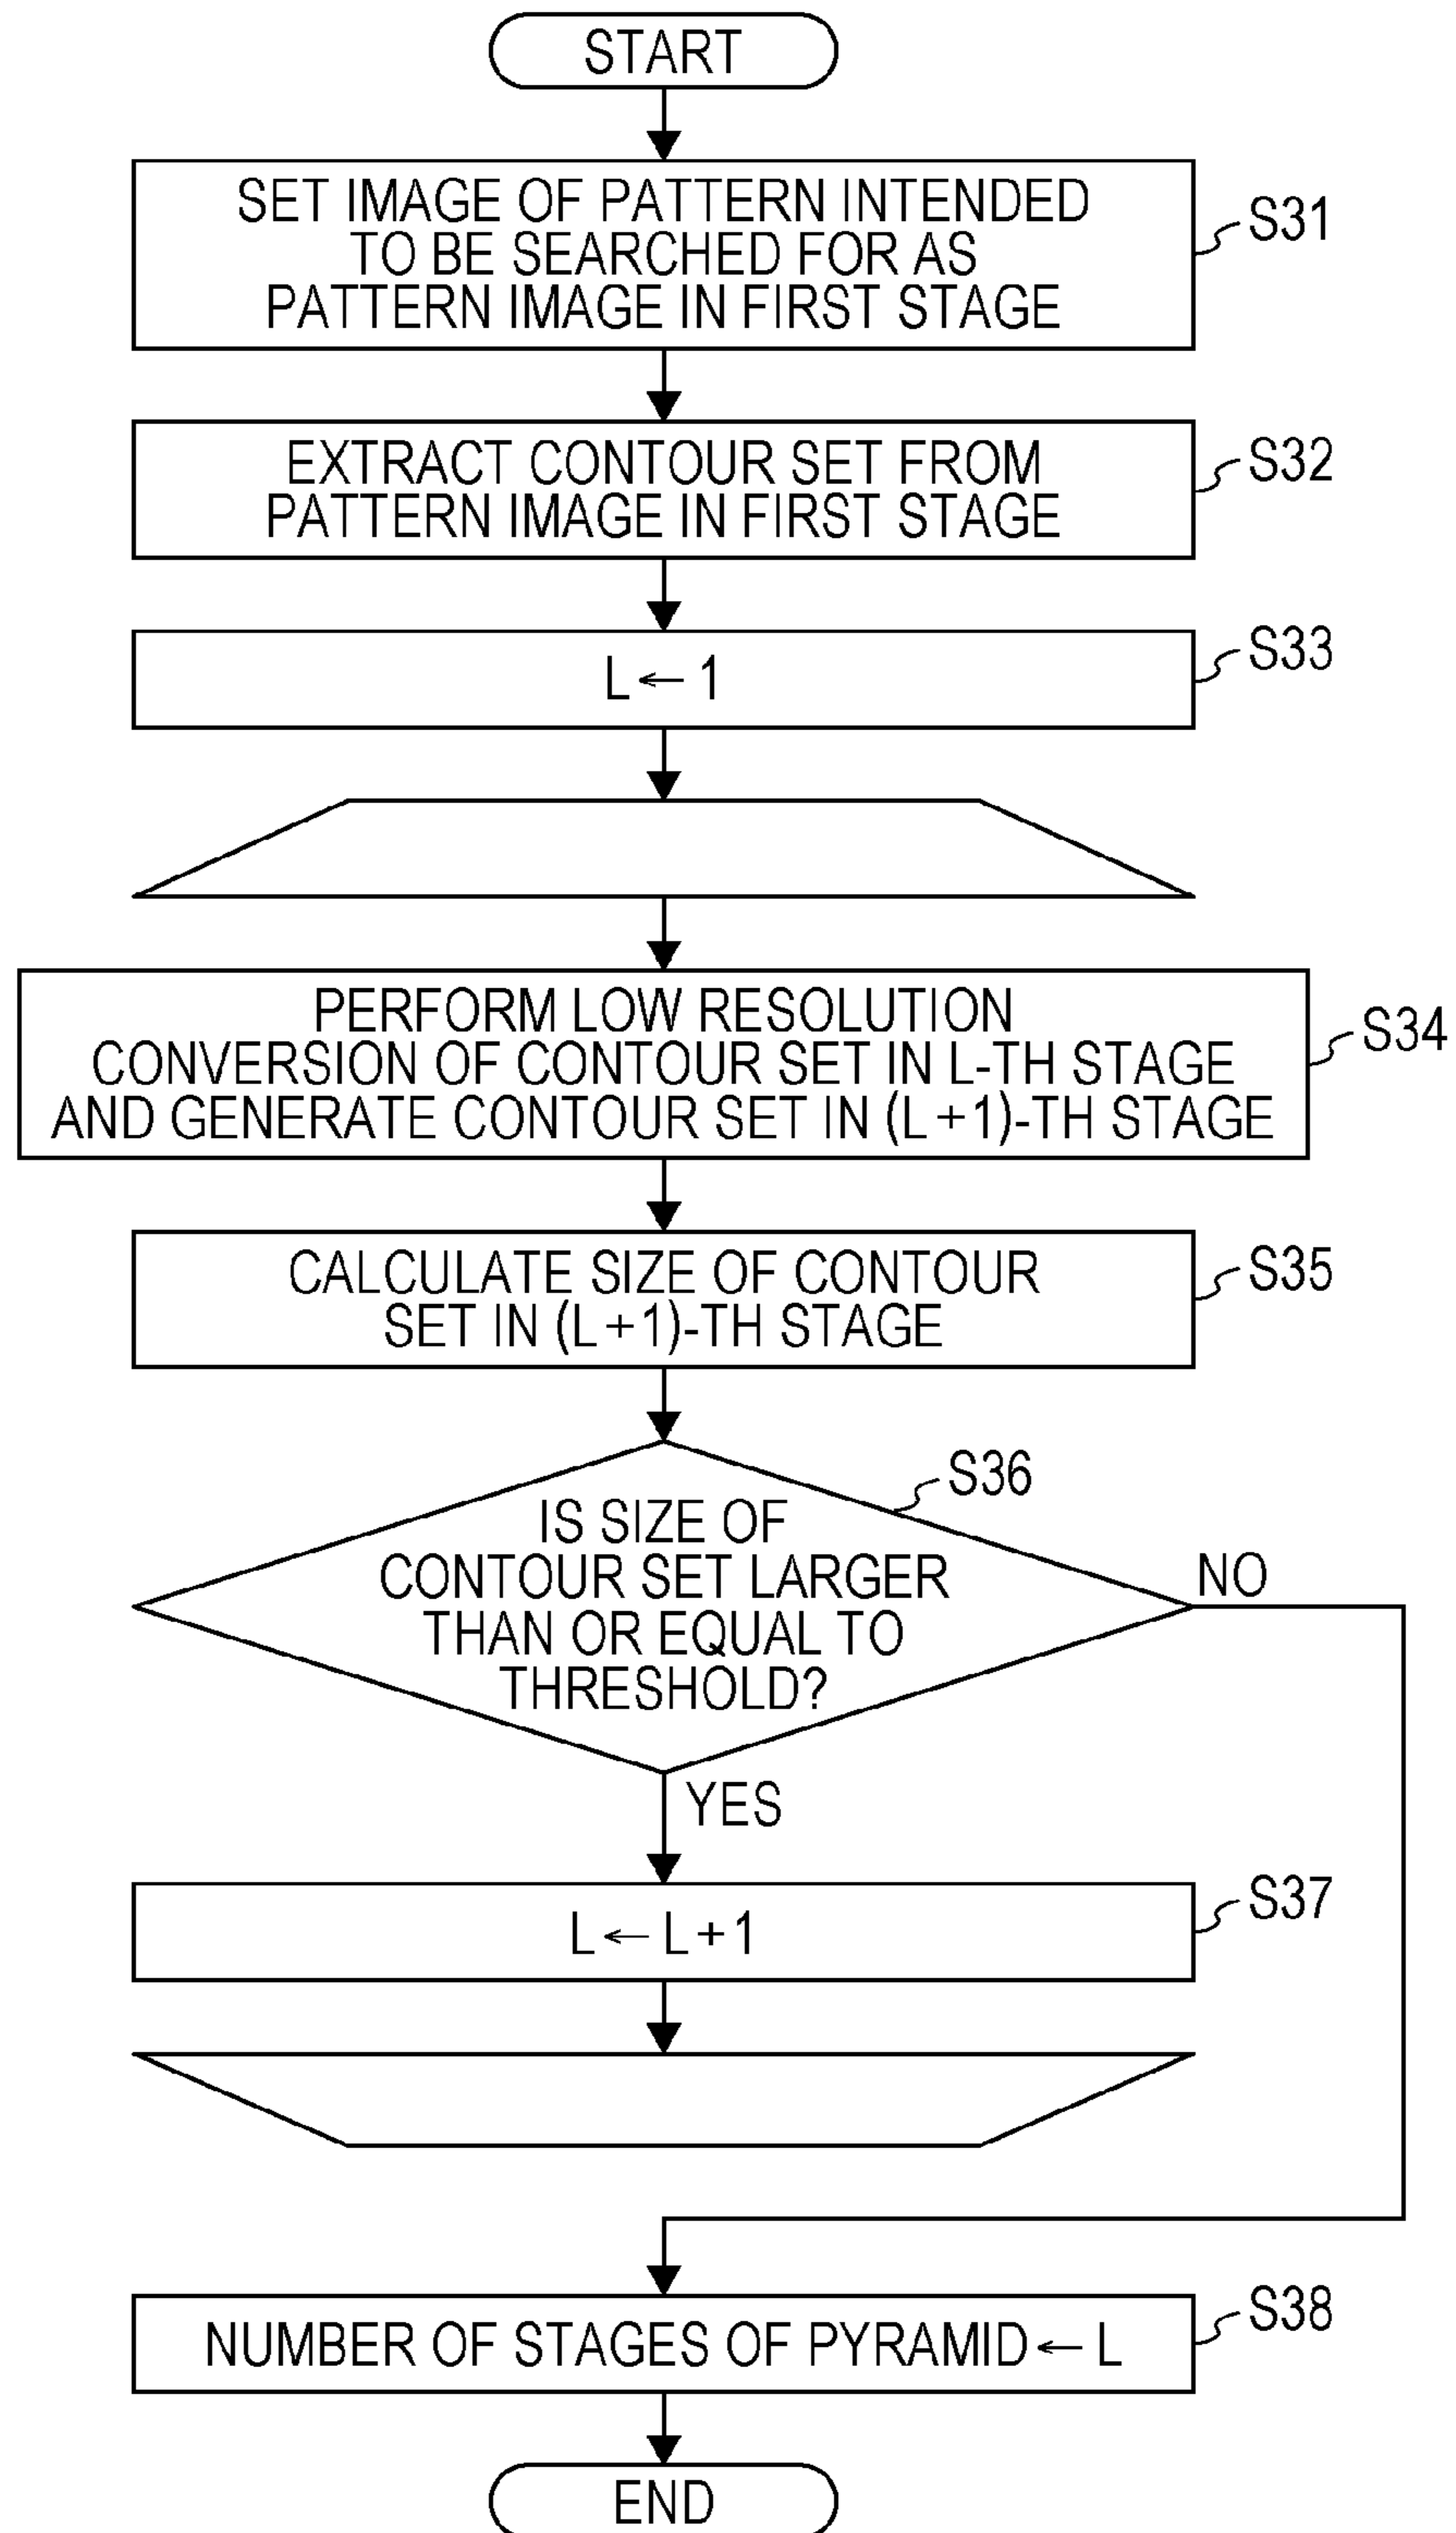 START
SET IMAGE OF PATTERN INTENDED
TO BE SEARCHED FOR AS
PATTERN IMAGE IN FIRST STAGE
S31
EXTRACT CONTOUR SET FROM
PATTERN IMAGE IN FIRST STAGE
S32
L ← 1
S33
PERFORM LOW RESOLUTION
CONVERSION OF CONTOUR SET IN L-TH STAGE
AND GENERATE CONTOUR SET IN (L+1)-TH STAGE
S34
CALCULATE SIZE OF CONTOUR
SET IN (L+1)-TH STAGE
S35
S36
IS SIZE OF
CONTOUR SET LARGER
THAN OR EQUAL TO
THRESHOLD?
NO
YES
L ← L+1
S37
NUMBER OF STAGES OF PYRAMID ← L
S38
END